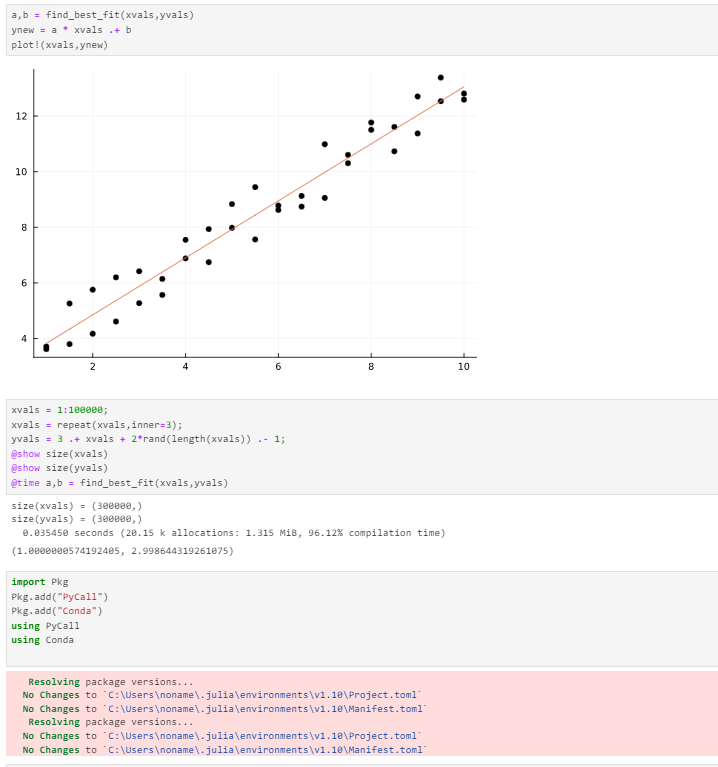 a,b = find_best_fit(xvals,yvals)
ynew = a * xvals .+ b
plot!(xvals,ynew)
12
10
8
6
4
2 4 6 8 10
xvals = 1:100000;
xvals = repeat(xvals,inner=3);
yvals = 3 .+ xvals + 2*rand(length(xvals)) .- 1;
@show size(xvals)
@show size(yvals)
@time a,b = find_best_fit(xvals,yvals)
size(xvals) = (300000,)
size(yvals) = (300000,)
0.035450 seconds (20.15 k allocations: 1.315 MiB, 96.12% compilation time)
(1.0000000574192405, 2.998644319261075)
import Pkg
Pkg.add("PyCall")
Pkg.add("Conda")
using PyCall
using Conda
Resolving package versions...
No Changes to `C:\Users\noname\.julia\environments\v1.10\Project.toml`
No Changes to `C:\Users\noname\.julia\environments\v1.10\Manifest.toml`
Resolving package versions...
No Changes to `C:\Users\noname\.julia\environments\v1.10\Project.toml`
No Changes to `C:\Users\noname\.julia\environments\v1.10\Manifest.toml`